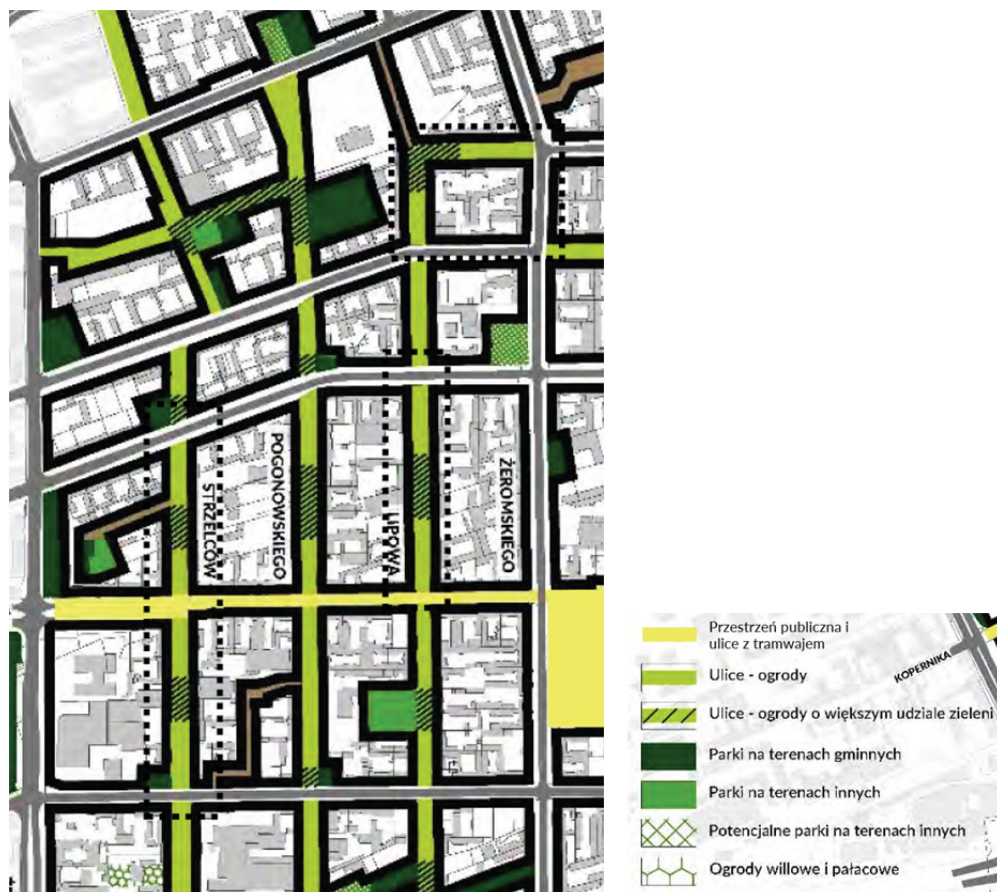 POGONOWSKIEGO
STRZELCÓW
LIPOWA
ŻEROMSKIEGO
Przestrzeń publiczna i
ulice z tramwajem
KOPERNIKA
Ulice - ogrody
Ulice - ogrody o większym udziale zieleni
Parki na terenach gminnych
Parki na terenach innych
Potencjalne parki na terenach innych
Ogrody willowe i pałacowe